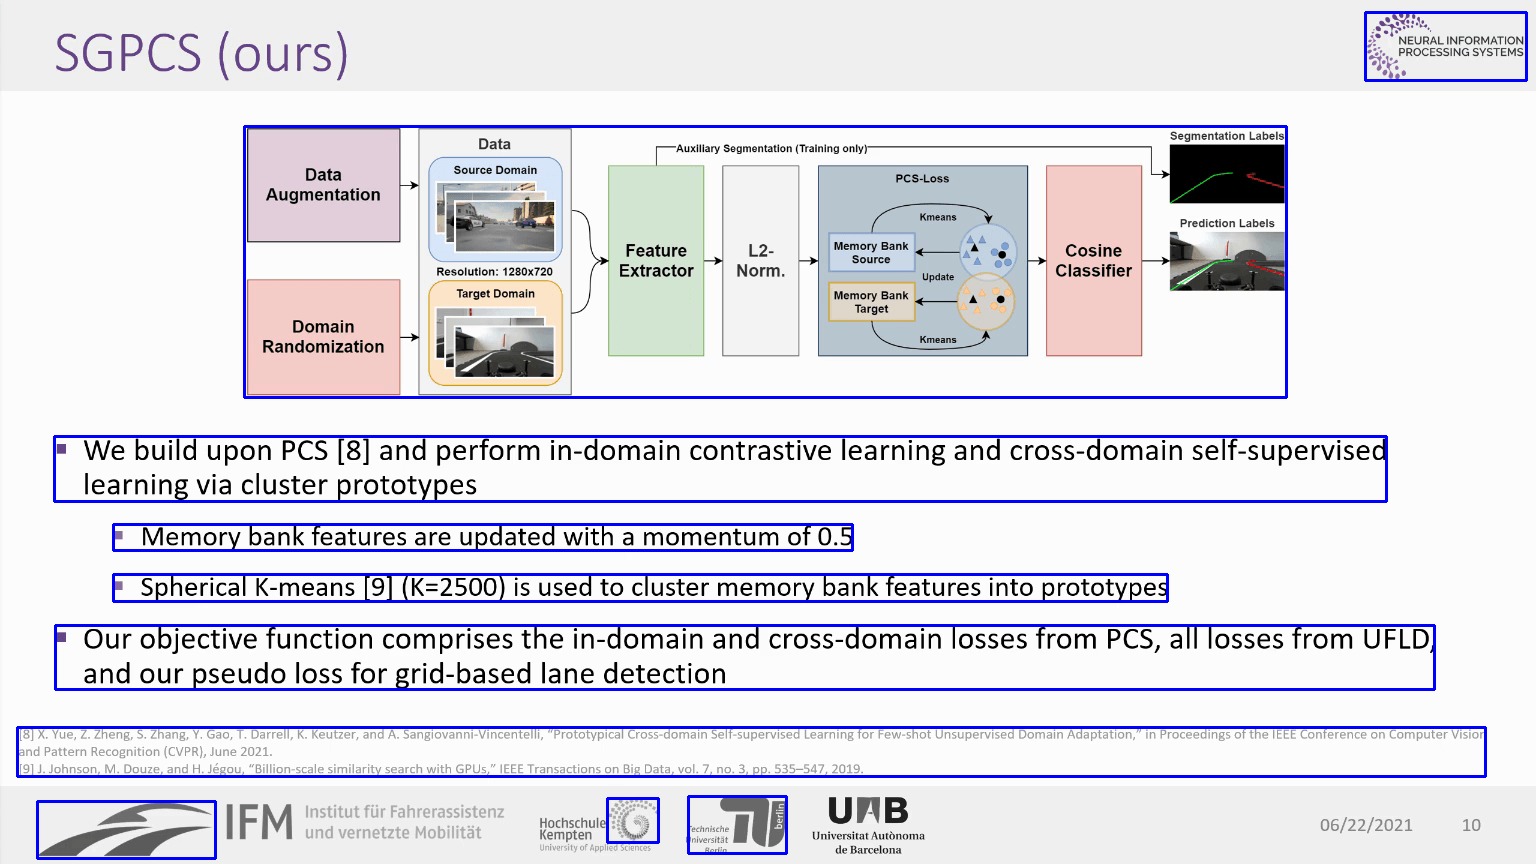 SGPCS (ours)
NEURAL INFORMATION
PROCESSING SYSTEMS
Data
Augmentation
Domain
Randomization
Data
Source Domain
Resolution: 1280x720
Target Domain
Auxiliary Segmentation (Training only)
Feature
Extractor
L2-
Norm.
PCS-Loss
Kmeans
Memory Bank
Source
Update
Memory Bank
Target
Kmeans
Cosine
Classifier
Segmentation Labels
Prediction Labels
We build upon PCS [8] and perform in-domain contrastive learning and cross-domain self-supervised
learning via cluster prototypes
Memory bank features are updated with a momentum of 0.5
Spherical K-means [9] (K=2500) is used to cluster memory bank features into prototypes
Our objective function comprises the in-domain and cross-domain losses from PCS, all losses from UFLD,
and our pseudo loss for grid-based lane detection
[8] X. Yue, Z. Zheng, S. Zhang, Y. Gao, T. Darrell, K. Keutzer, and A. Sangiovanni-Vincentelli, “Prototypical Cross-domain Self-supervised Learning for Few-shot Unsupervised Domain Adaptation,” in Proceedings of the IEEE Conference on Computer Vision
and Pattern Recognition (CVPR), June 2021.
[9] J. Johnson, M. Douze, and H. Jégou, “Billion-scale similarity search with GPUs,” IEEE Transactions on Big Data, vol. 7, no. 3, pp. 535–547, 2019.
IFM Institut für Fahrerassistenz
und vernetzte Mobilität
Hochschule
Kempten
University of Applied Sciences
Technische
Universität
Berlin
berlin
UAB
Universitat Autònoma
de Barcelona
06/22/2021
10